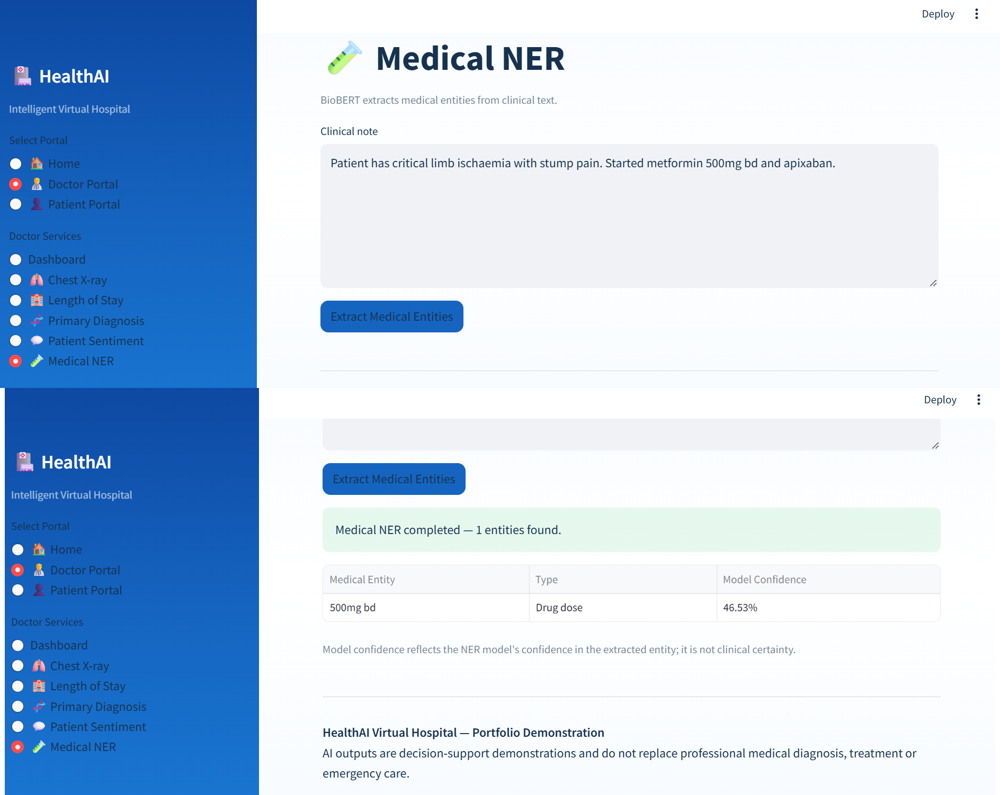 Deploy
HealthAI
Intelligent Virtual Hospital
Select Portal
Home
Doctor Portal
Patient Portal
Doctor Services
Dashboard
Chest X-ray
Length of Stay
Primary Diagnosis
Patient Sentiment
Medical NER
Medical NER
BioBERT extracts medical entities from clinical text.
Clinical note
Patient has critical limb ischaemia with stump pain. Started metformin 500mg bd and apixaban.
Extract Medical Entities
Deploy
HealthAI
Intelligent Virtual Hospital
Select Portal
Home
Doctor Portal
Patient Portal
Doctor Services
Dashboard
Chest X-ray
Length of Stay
Primary Diagnosis
Patient Sentiment
Medical NER
Extract Medical Entities
Medical NER completed — 1 entities found.
Medical Entity Type Model Confidence
500mg bd Drug dose 46.53%
Model confidence reflects the NER model's confidence in the extracted entity; it is not clinical certainty.
HealthAI Virtual Hospital — Portfolio Demonstration
AI outputs are decision-support demonstrations and do not replace professional medical diagnosis, treatment or
emergency care.